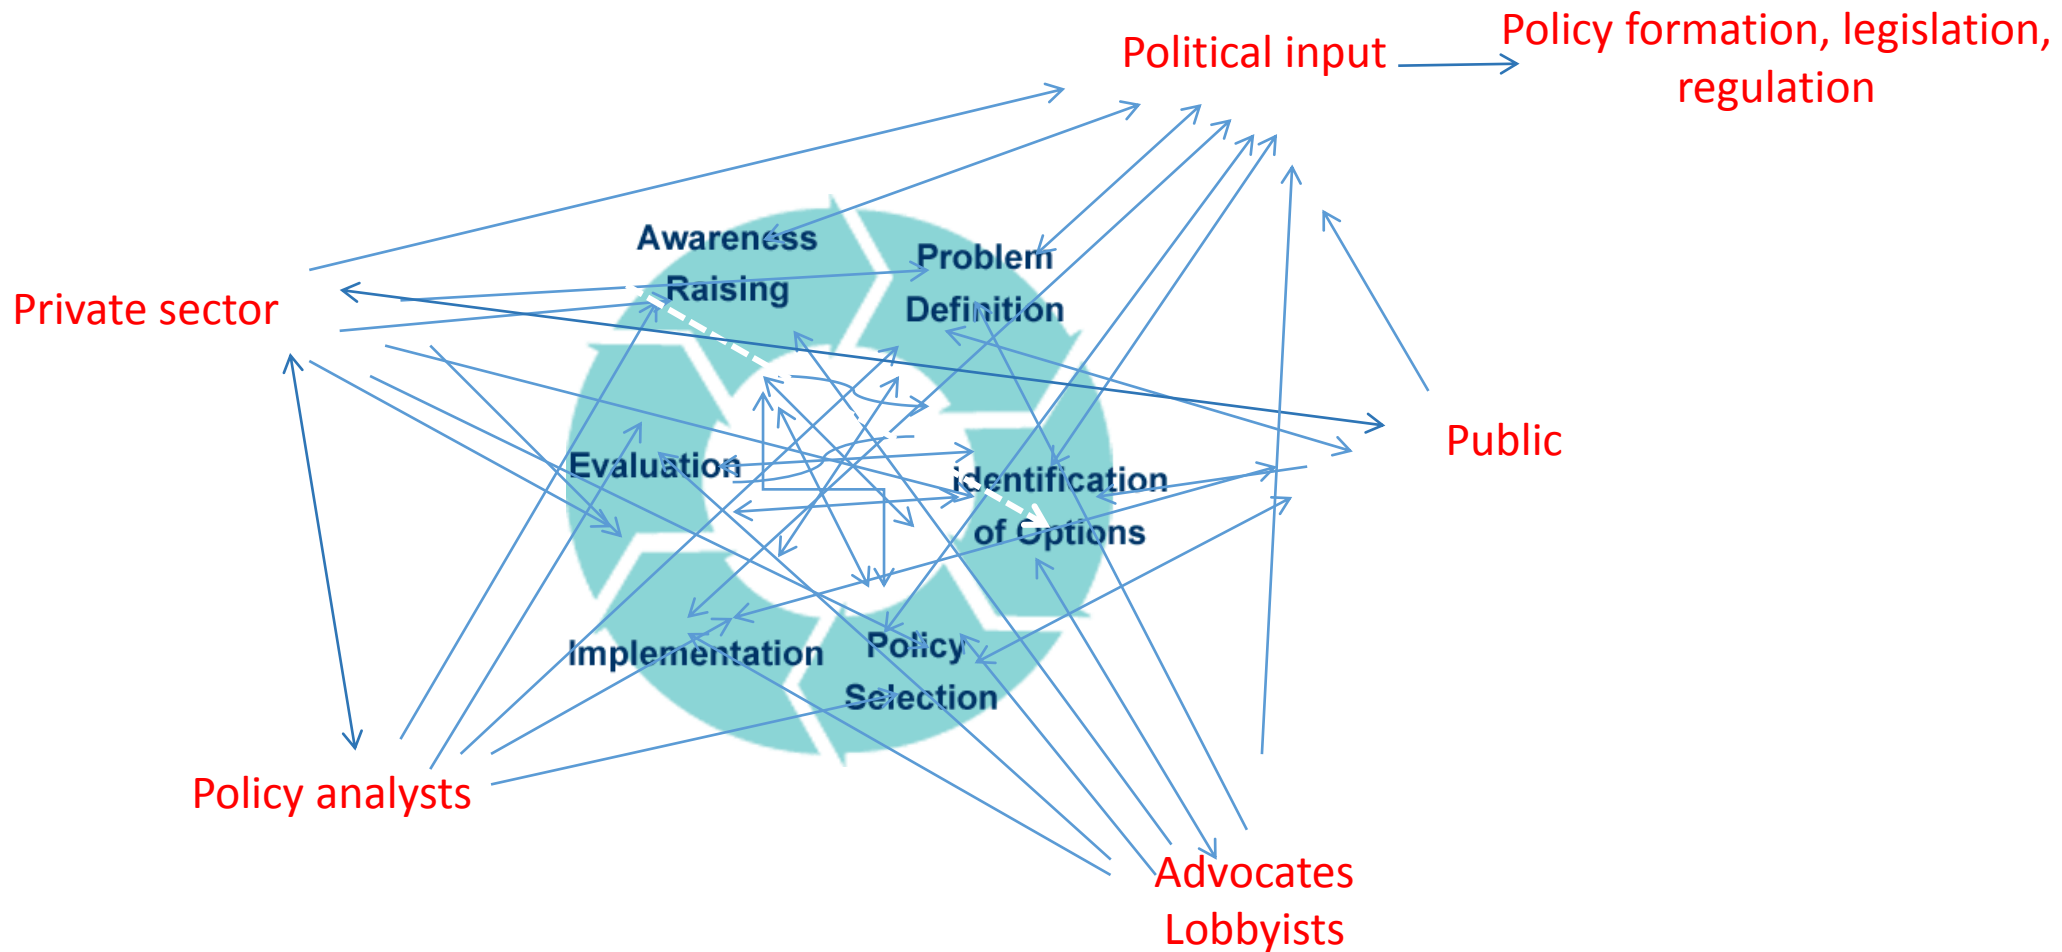 Policy formation, legislation,
regulation
Political input
Awareness
Raising
Problem
Definition
Private sector
Public
Evaluation
identification
of Options
Implementation
Policy
Selection
Policy analysts
Advocates
Lobbyists